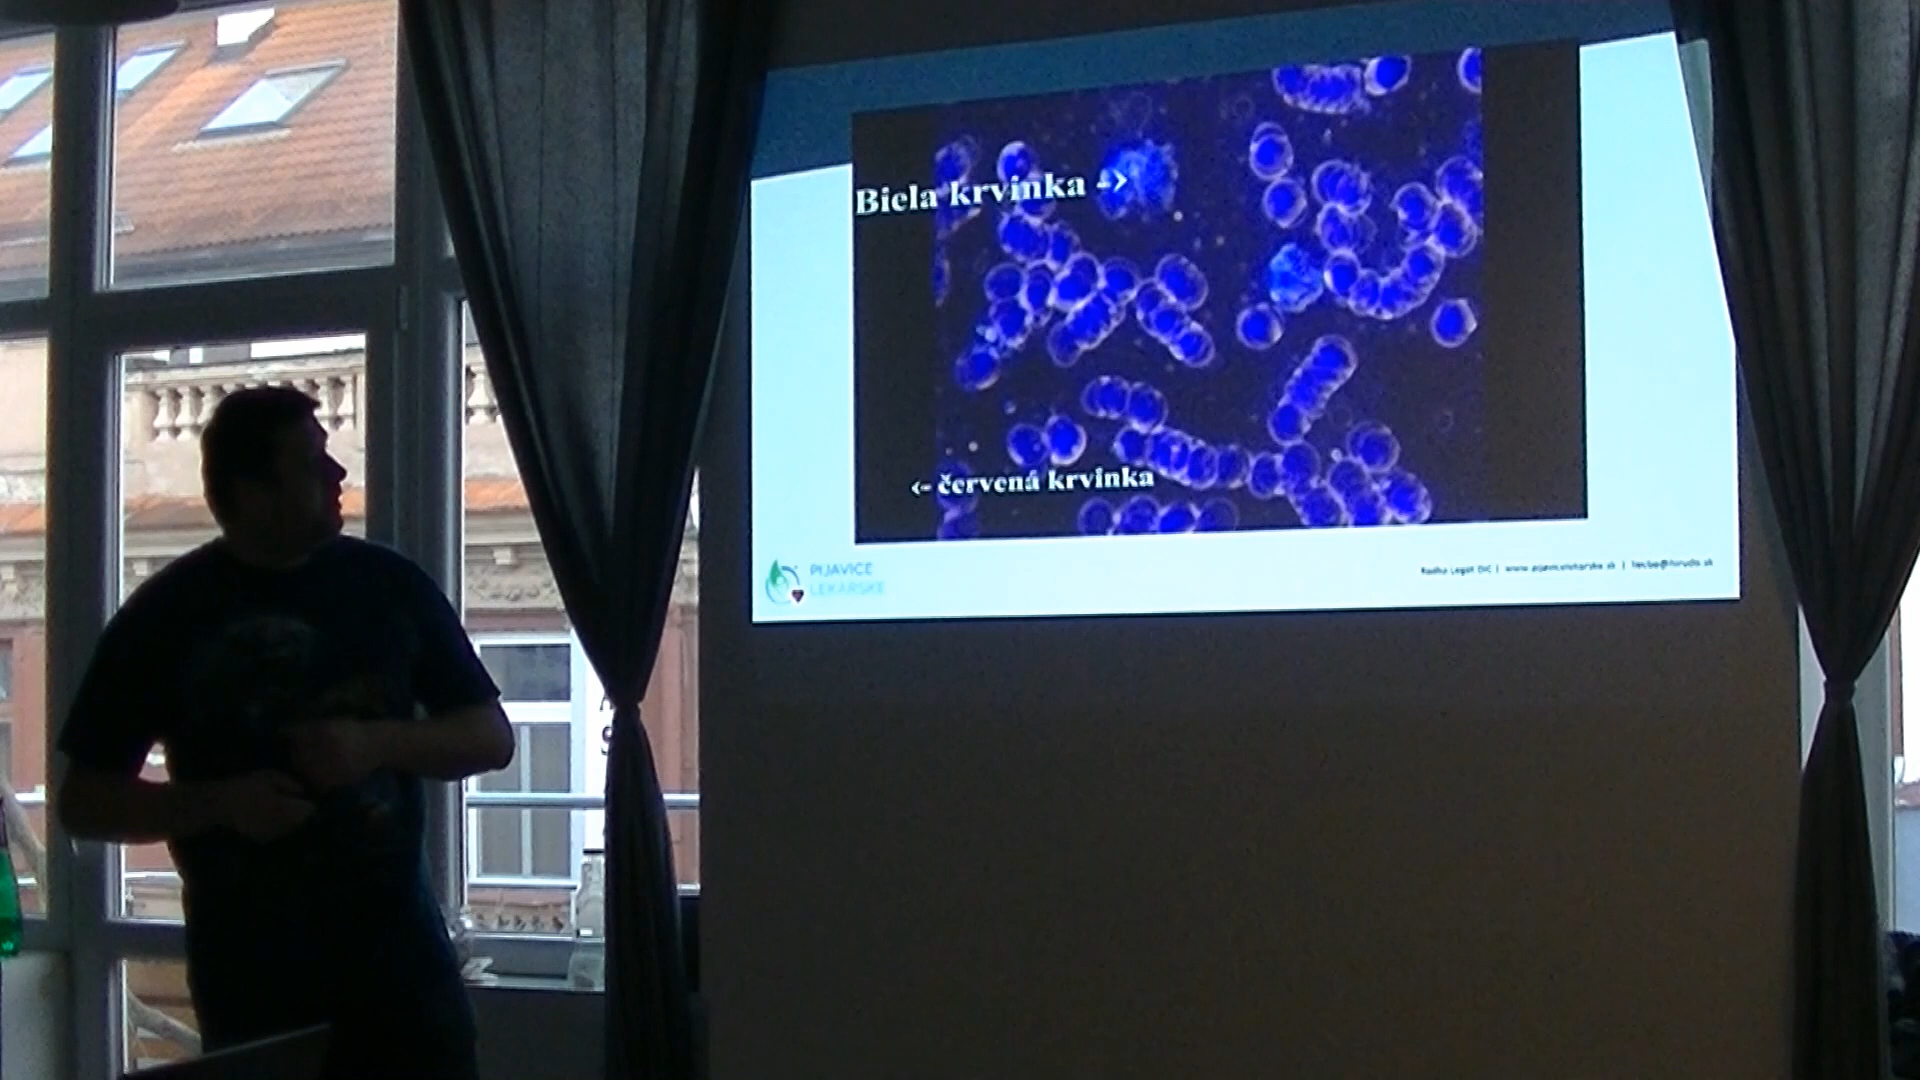 Biela krvinka ->
<- červená krvinka
PIJAVICE
LEKÁRSKE